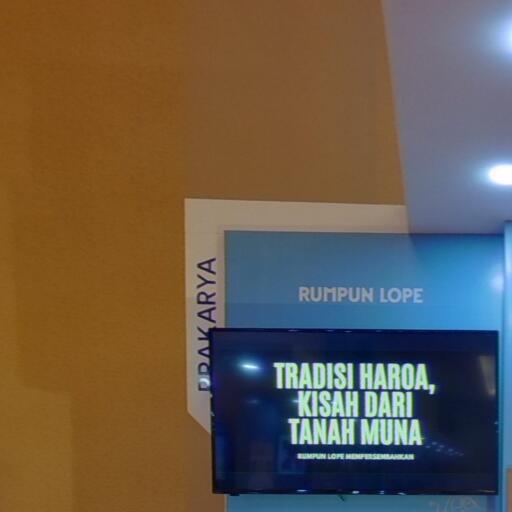 PRAKARYA
RUMPUN LOPE
TRADISI HAROA,
KISAH DARI
TANAH MUNA
RUMPUN LOPE MEMPERSEMBAHKAN